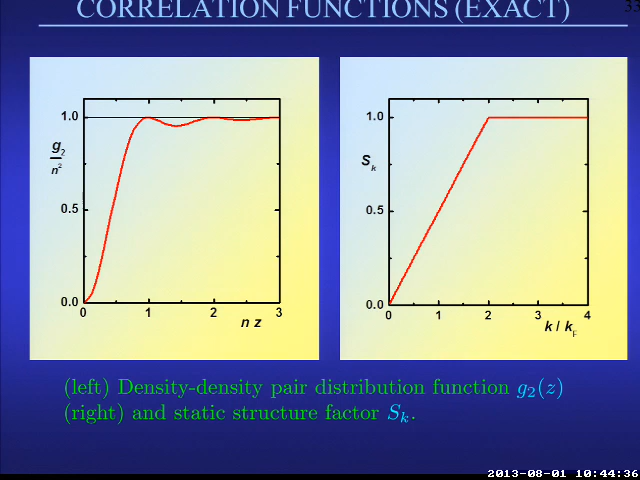 CORRELATION FUNCTIONS (EXACT)
33
g2
n2
1.0
0.5
0.0
0 1 2 3
n z
Sk
1.0
0.5
0.0
0 1 2 3 4
k / kF
(left) Density-density pair distribution function g2(z)
(right) and static structure factor Sk.
2013-08-01 10:44:36